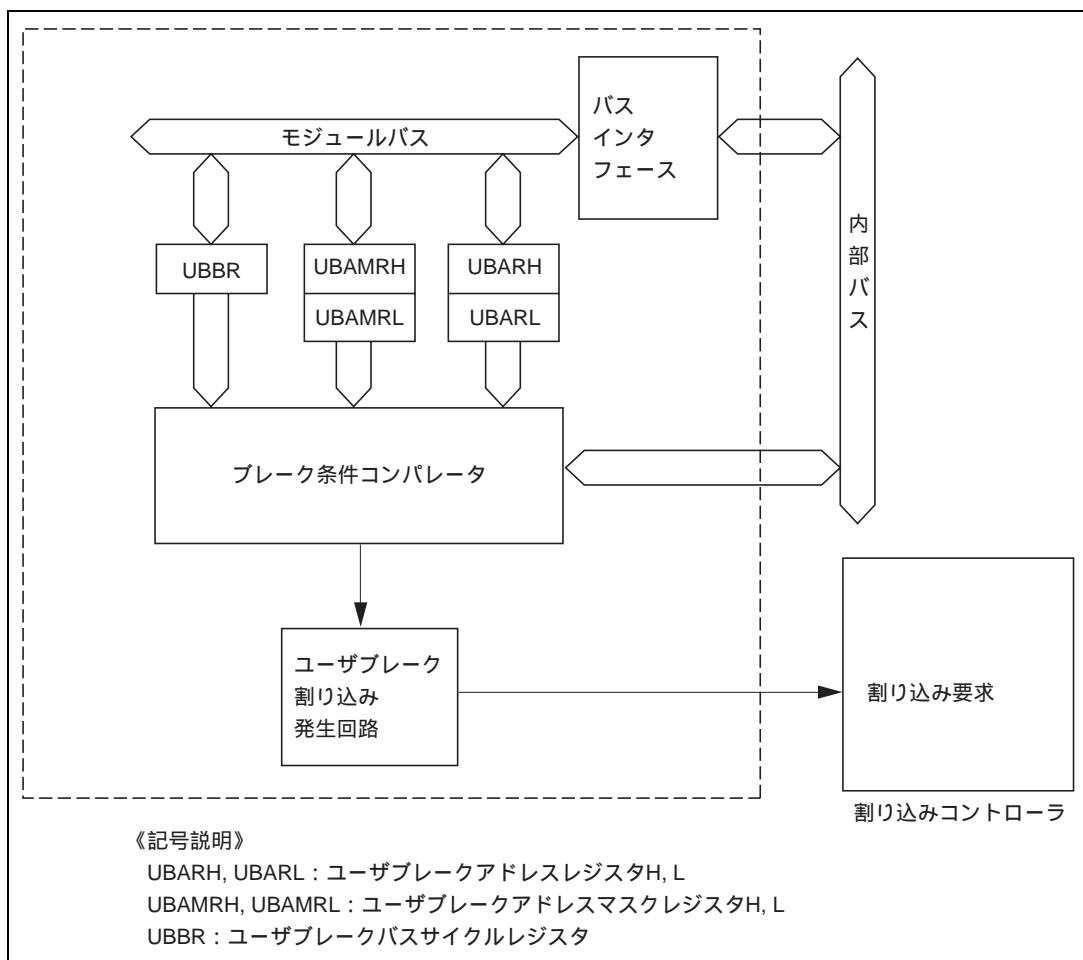 バス
インタ
フェース
モジュールバス
内
部
バ
ス
UBBR
UBAMRH
UBAMRL
UBARH
UBARL
ブレーク条件コンパレータ
ユーザブレーク
割り込み
発生回路
割り込み要求
割り込みコントローラ
《記号説明》
UBARH, UBARL：ユーザブレークアドレスレジスタH, L
UBAMRH, UBAMRL：ユーザブレークアドレスマスクレジスタH, L
UBBR：ユーザブレークバスサイクルレジスタ